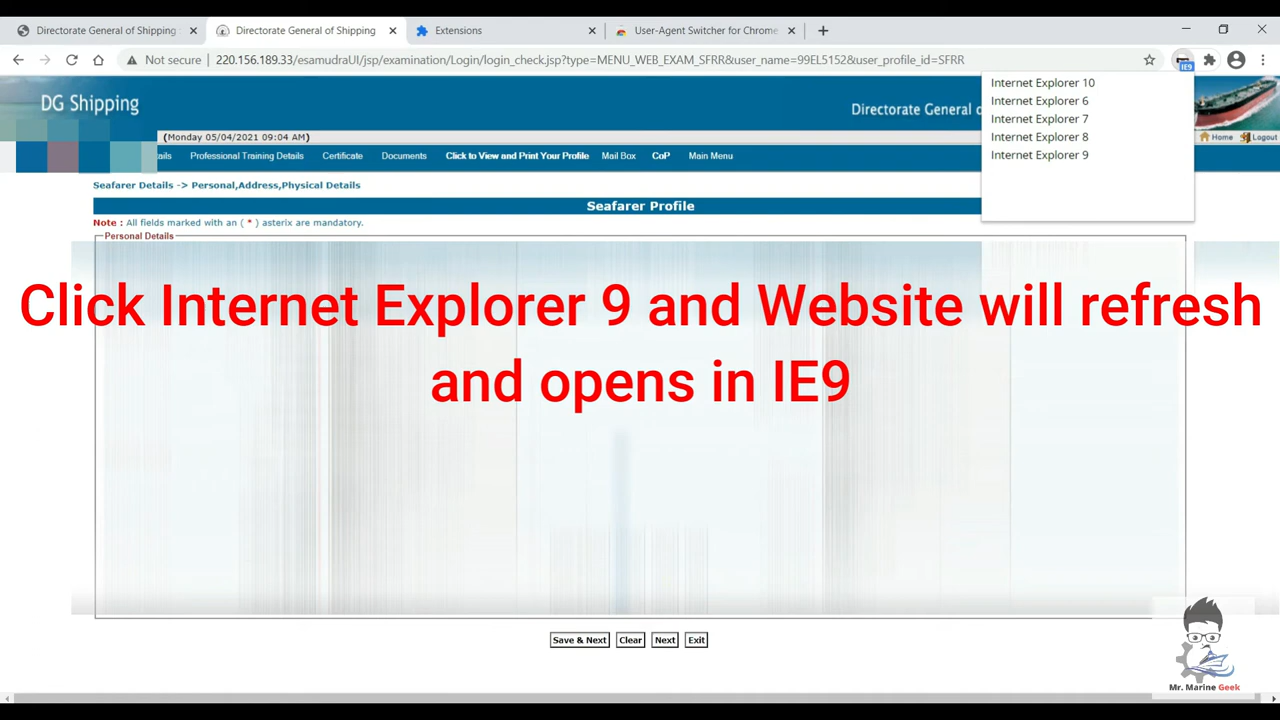 Directorate General of Shipping
Directorate General of Shipping
Extensions
User-Agent Switcher for Chrome
Not secure
220.156.189.33/esamudraUI/jsp/examination/Login/login_check.jsp?type=MENU_WEB_EXAM_SFRR&user_name=99EL5152&user_profile_id=SFRR
IE9
Internet Explorer 10
Internet Explorer 6
Internet Explorer 7
Internet Explorer 8
Internet Explorer 9
DG Shipping
Directorate General o
(Monday 05/04/2021 09:04 AM)
Home
Logout
ails
Professional Training Details
Certificate
Documents
Click to View and Print Your Profile
Mail Box
CoP
Main Menu
Seafarer Details -> Personal,Address,Physical Details
Seafarer Profile
Note : All fields marked with an ( * ) asterix are mandatory.
Personal Details
Click Internet Explorer 9 and Website will refresh
and opens in IE9
Save & Next
Clear
Next
Exit
Mr. Marine Geek